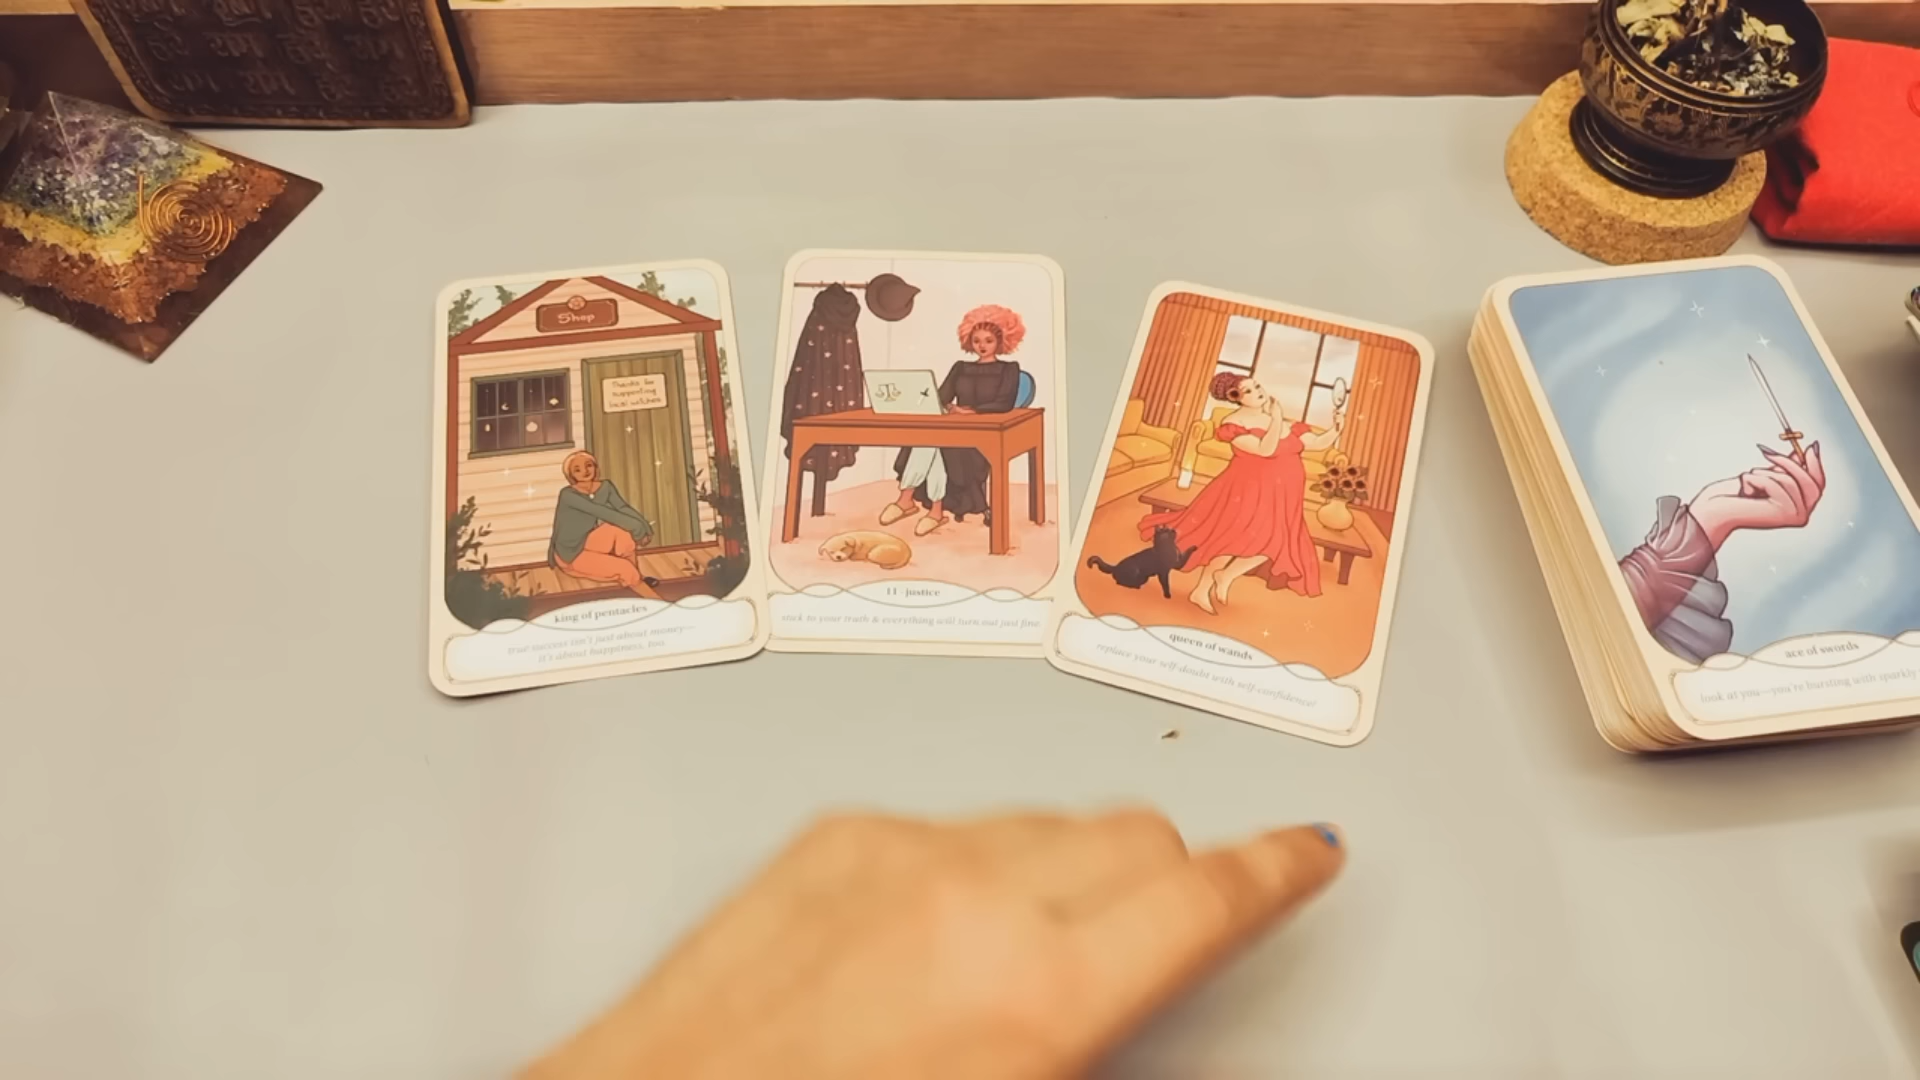 Shop
Thanks for
supporting
local witches
king of pentacles
true success isn't just about money—
it's about happiness, too.
11 - justice
stick to your truth & everything will turn out just fine.
queen of wands
replace your self-doubt with self-confidence!
ace of swords
look at you—you're bursting with sparkly